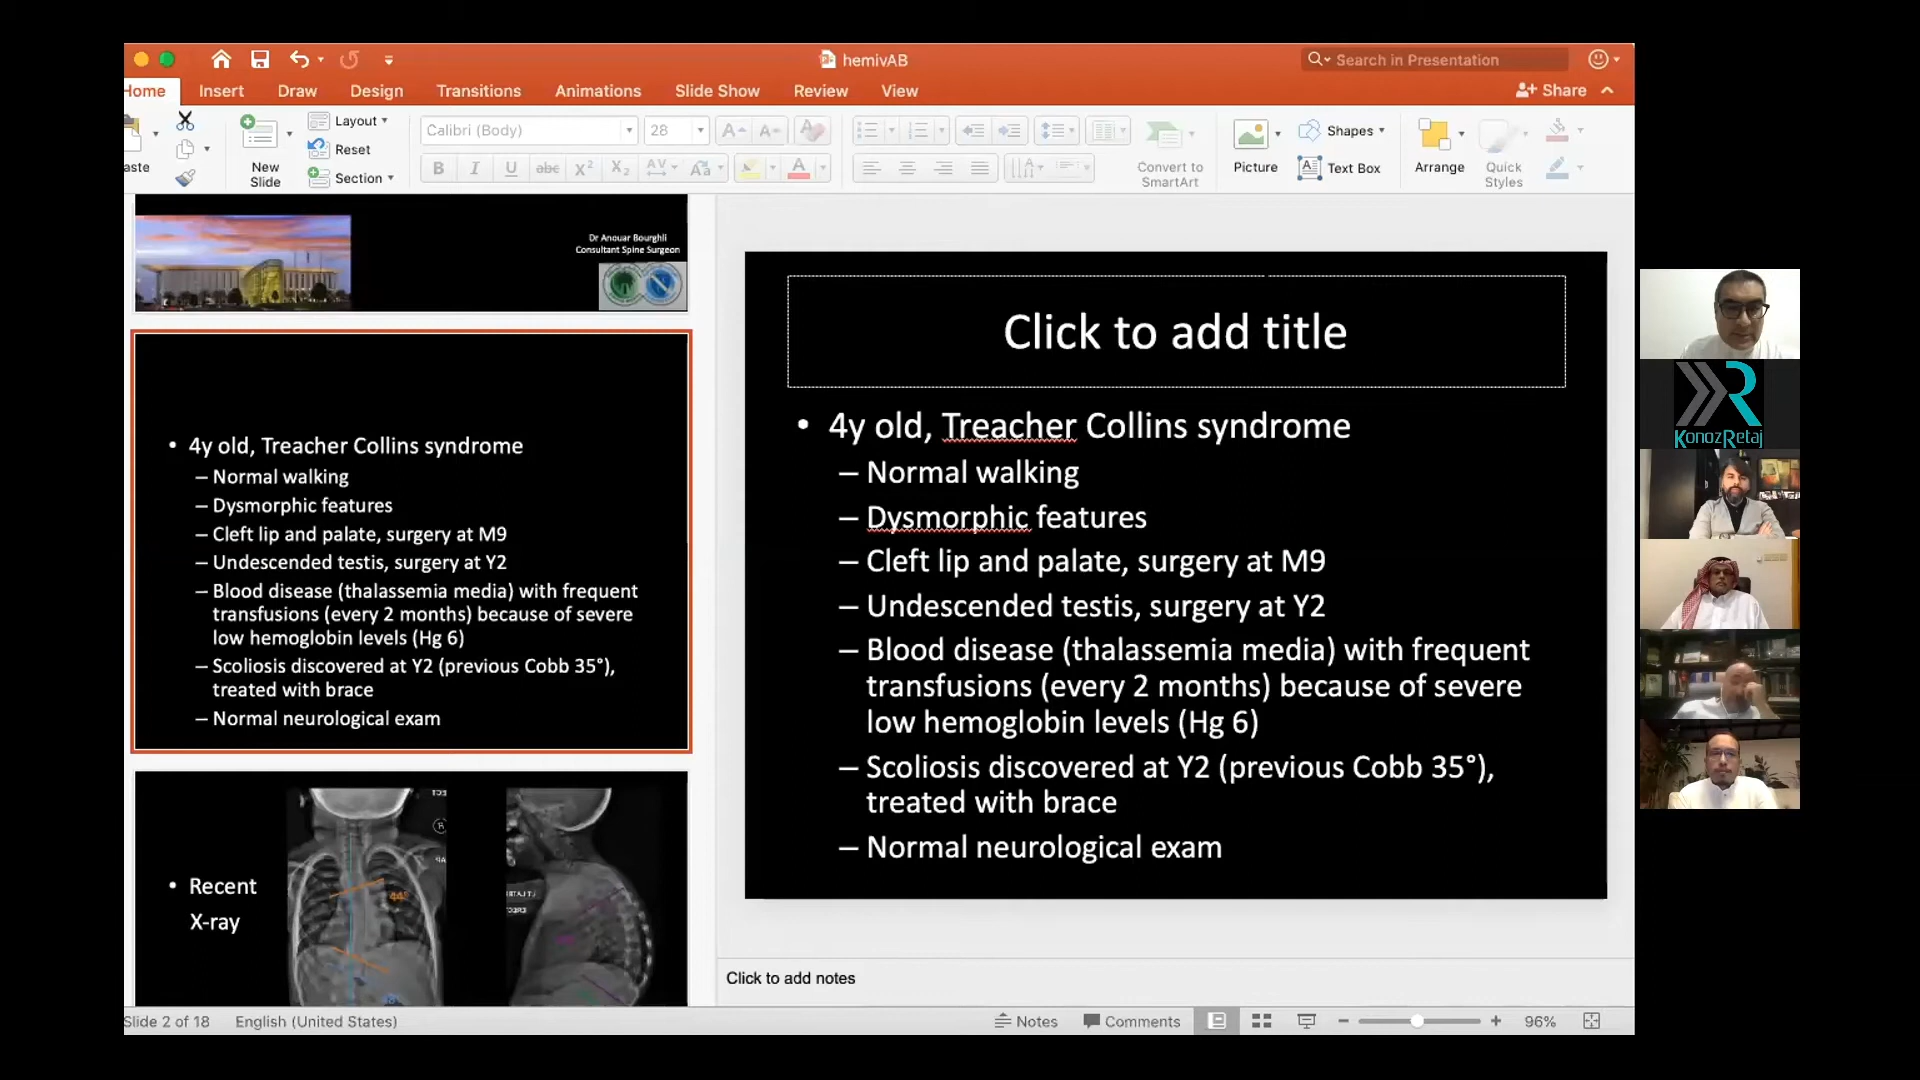 hemivAB
Search in Presentation
Home
Insert
Draw
Design
Transitions
Animations
Slide Show
Review
View
Share
aste
New
Slide
Layout
Reset
Section
Calibri (Body)
28
Convert to
SmartArt
Picture
Shapes
Text Box
Arrange
Quick
Styles
Dr Anouar Bourghli
Consultant Spine Surgeon
• 4y old, Treacher Collins syndrome
– Normal walking
– Dysmorphic features
– Cleft lip and palate, surgery at M9
– Undescended testis, surgery at Y2
– Blood disease (thalassemia media) with frequent
transfusions (every 2 months) because of severe
low hemoglobin levels (Hg 6)
– Scoliosis discovered at Y2 (previous Cobb 35°),
treated with brace
– Normal neurological exam
• Recent
X-ray
44°
Click to add title
• 4y old, Treacher Collins syndrome
– Normal walking
– Dysmorphic features
– Cleft lip and palate, surgery at M9
– Undescended testis, surgery at Y2
– Blood disease (thalassemia media) with frequent
transfusions (every 2 months) because of severe
low hemoglobin levels (Hg 6)
– Scoliosis discovered at Y2 (previous Cobb 35°),
treated with brace
– Normal neurological exam
Click to add notes
Slide 2 of 18
English (United States)
Notes
Comments
96%
KonozRetaj